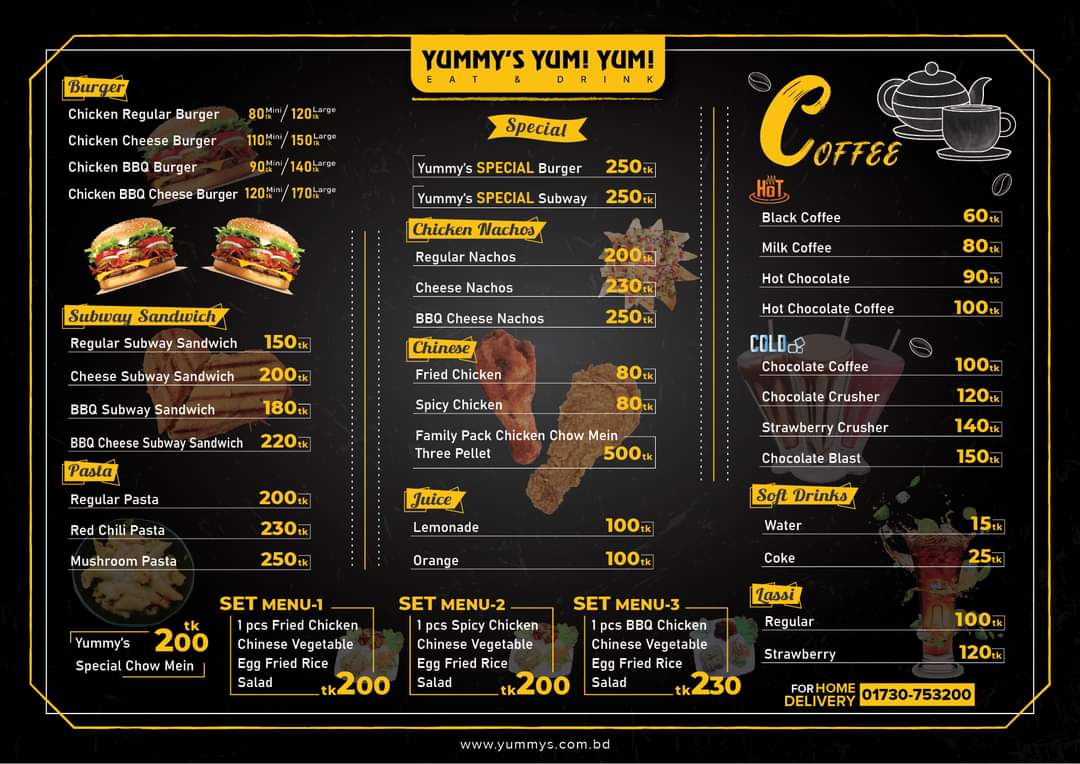 YUMMY'S YUM! YUM!
EAT & DRINK
Burger
Chicken Regular Burger 80tk Mini / 120tk Large
Chicken Cheese Burger 110tk Mini / 150tk Large
Chicken BBQ Burger 90tk Mini / 140tk Large
Chicken BBQ Cheese Burger 120tk Mini / 170tk Large
Subway Sandwich
Regular Subway Sandwich 150tk
Cheese Subway Sandwich 200tk
BBQ Subway Sandwich 180tk
BBQ Cheese Subway Sandwich 220tk
Pasta
Regular Pasta 200tk
Red Chili Pasta 230tk
Mushroom Pasta 250tk
Yummy's tk 200
Special Chow Mein
Special
Yummy's SPECIAL Burger 250tk
Yummy's SPECIAL Subway 250tk
Chicken Nachos
Regular Nachos 200tk
Cheese Nachos 230tk
BBQ Cheese Nachos 250tk
Chinese
Fried Chicken 80tk
Spicy Chicken 80tk
Family Pack Chicken Chow Mein
Three Pellet 500tk
Juice
Lemonade 100tk
Orange 100tk
SET MENU-1
1 pcs Fried Chicken
Chinese Vegetable
Egg Fried Rice
Salad
tk200
SET MENU-2
1 pcs Spicy Chicken
Chinese Vegetable
Egg Fried Rice
Salad
tk200
SET MENU-3
1 pcs BBQ Chicken
Chinese Vegetable
Egg Fried Rice
Salad
tk230
COFFEE
HOT
Black Coffee 60tk
Milk Coffee 80tk
Hot Chocolate 90tk
Hot Chocolate Coffee 100tk
COLD
Chocolate Coffee 100tk
Chocolate Crusher 120tk
Strawberry Crusher 140tk
Chocolate Blast 150tk
Soft Drinks
Water 15tk
Coke 25tk
Lassi
Regular 100tk
Strawberry 120tk
FOR HOME
DELIVERY 01730-753200
www.yummys.com.bd